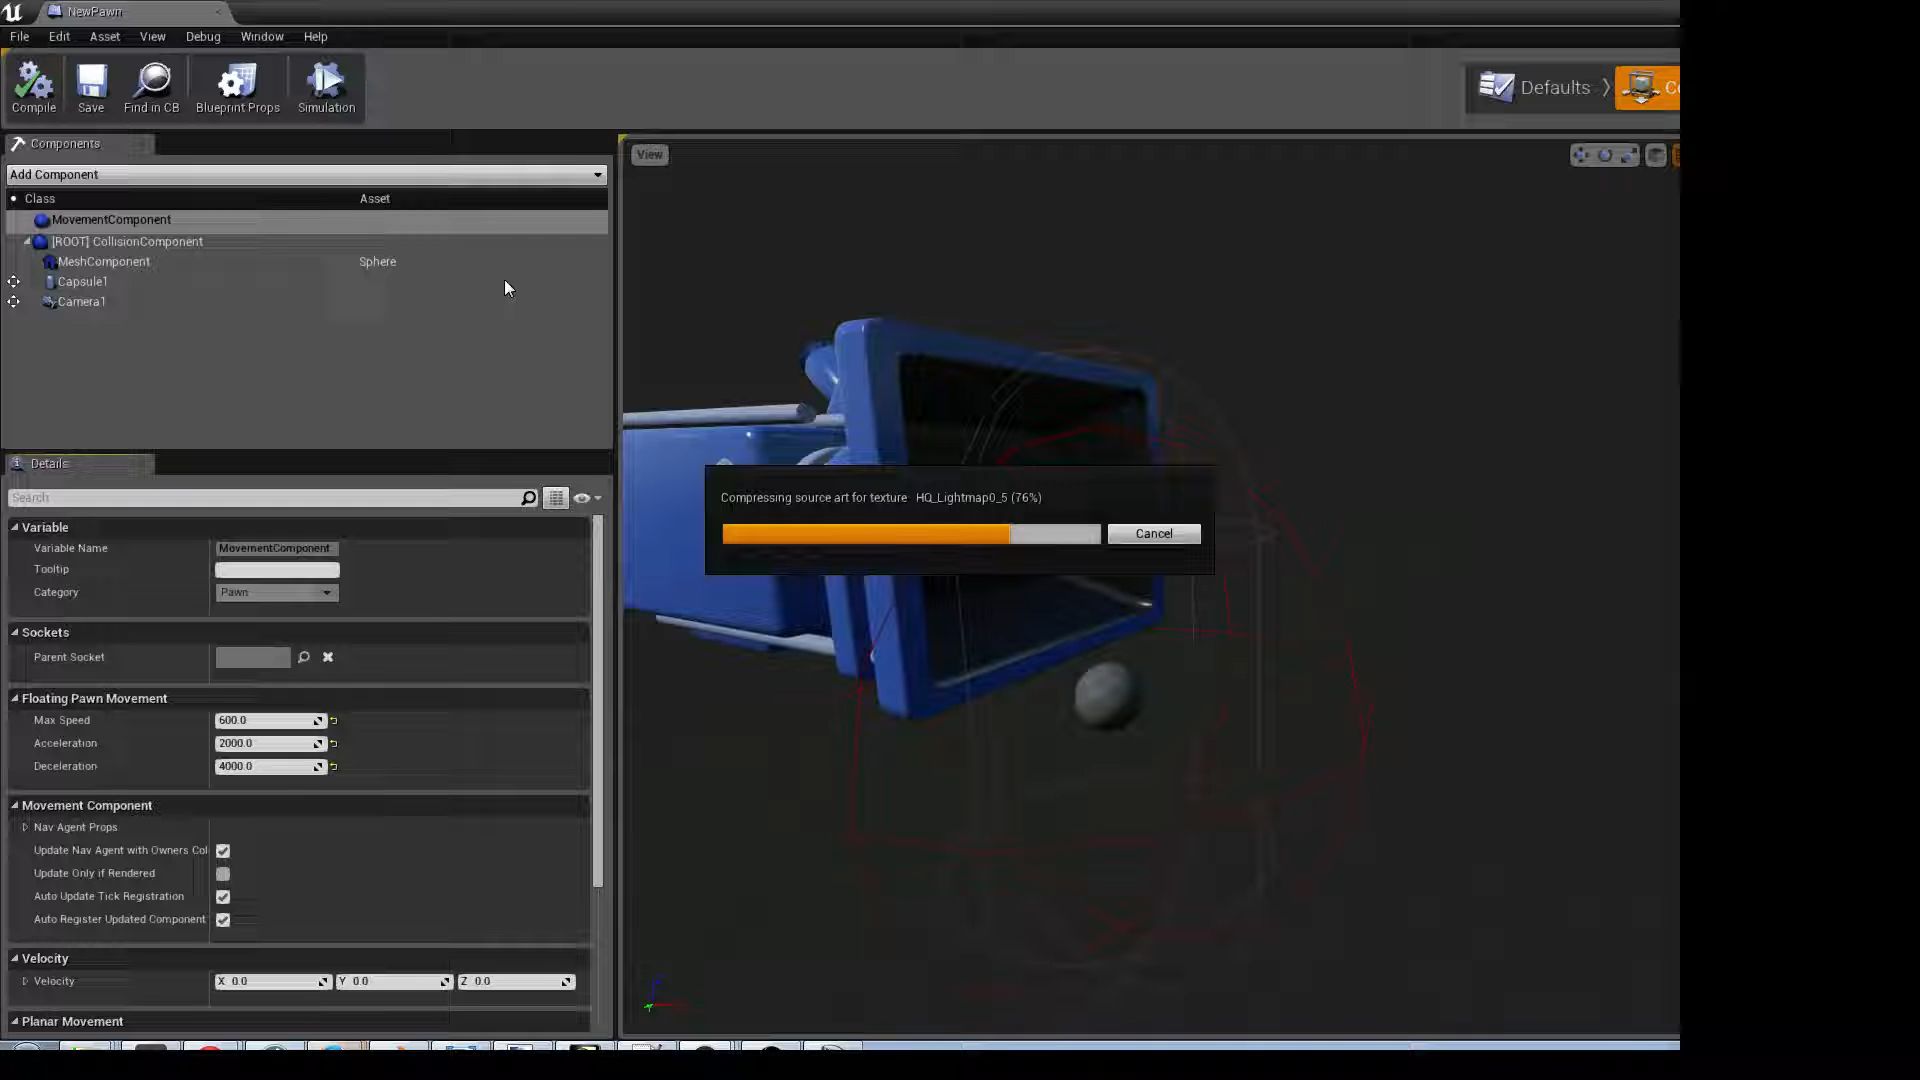 NewPawn
File Edit Asset View Debug Window Help
Compile Save Find in CB Blueprint Props Simulation
Defaults
Components
View
Add Component
Class Asset
MovementComponent
[ROOT] CollisionComponent
MeshComponent Sphere
Capsule1
Camera1
Details
Search
Compressing source art for texture HQ_Lightmap0_5 (76%)
Cancel
Variable
Variable Name MovementComponent
Tooltip
Category Pawn
Sockets
Parent Socket
Floating Pawn Movement
Max Speed 600.0
Acceleration 2000.0
Deceleration 4000.0
Movement Component
Nav Agent Props
Update Nav Agent with Owners Col
Update Only if Rendered
Auto Update Tick Registration
Auto Register Updated Component
Velocity
Velocity X 0.0 Y 0.0 Z 0.0
Planar Movement